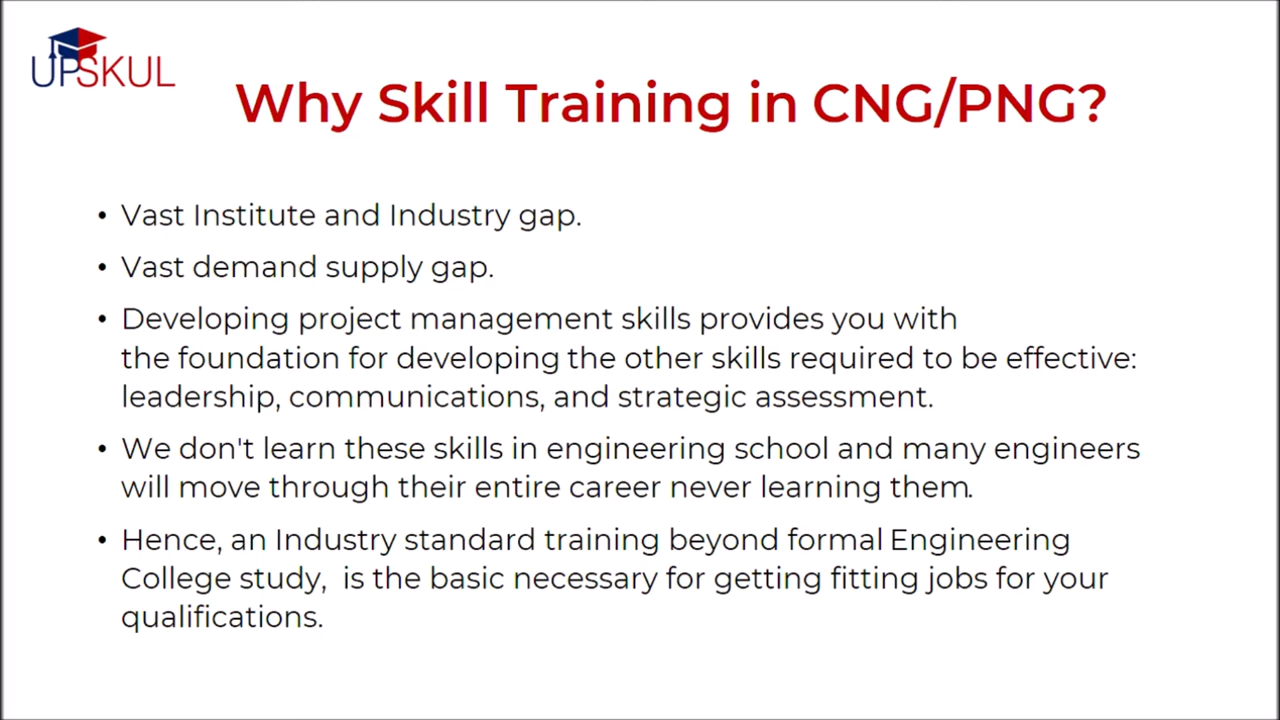 UPSKUL
Why Skill Training in CNG/PNG?
• Vast Institute and Industry gap.
• Vast demand supply gap.
• Developing project management skills provides you with
the foundation for developing the other skills required to be effective:
leadership, communications, and strategic assessment.
• We don't learn these skills in engineering school and many engineers
will move through their entire career never learning them.
• Hence, an Industry standard training beyond formal Engineering
College study,  is the basic necessary for getting fitting jobs for your
qualifications.